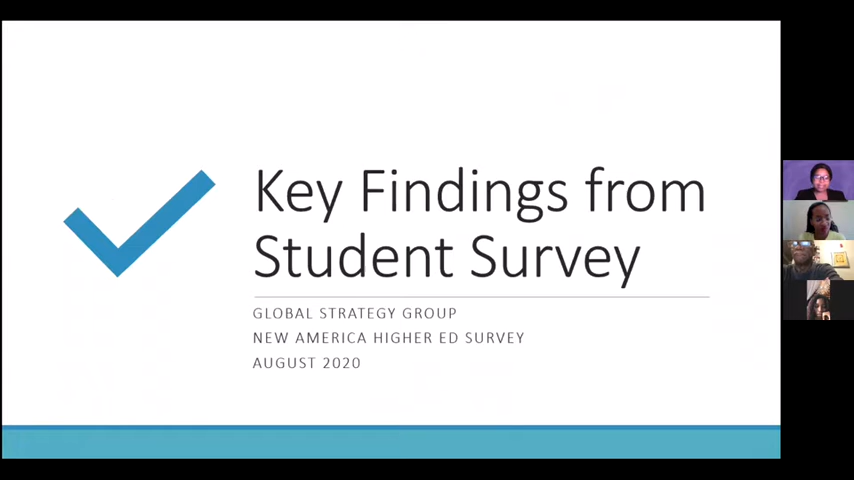 Key Findings from
Student Survey
GLOBAL STRATEGY GROUP
NEW AMERICA HIGHER ED SURVEY
AUGUST 2020